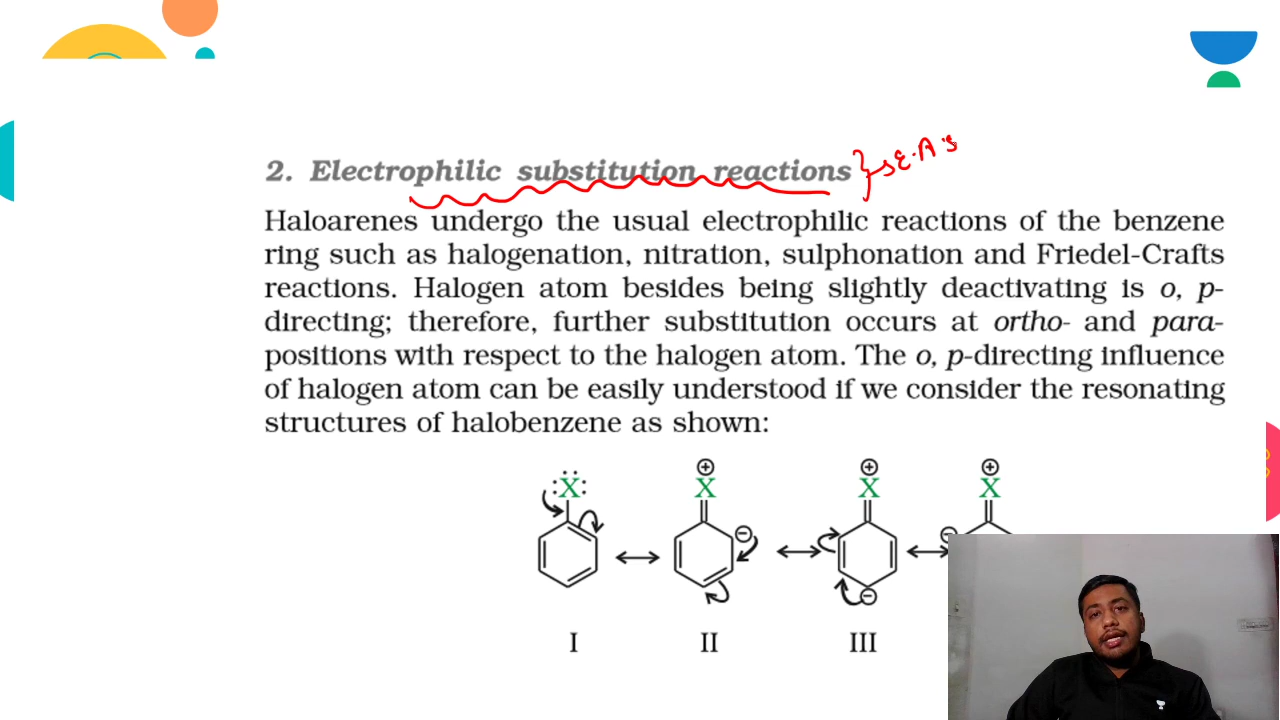 2. Electrophilic substitution reactions
Haloarenes undergo the usual electrophilic reactions of the benzene
ring such as halogenation, nitration, sulphonation and Friedel-Crafts
reactions. Halogen atom besides being slightly deactivating is o, p-
directing; therefore, further substitution occurs at ortho- and para-
positions with respect to the halogen atom. The o, p-directing influence
of halogen atom can be easily understood if we consider the resonating
structures of halobenzene as shown:
X X X X
I II III